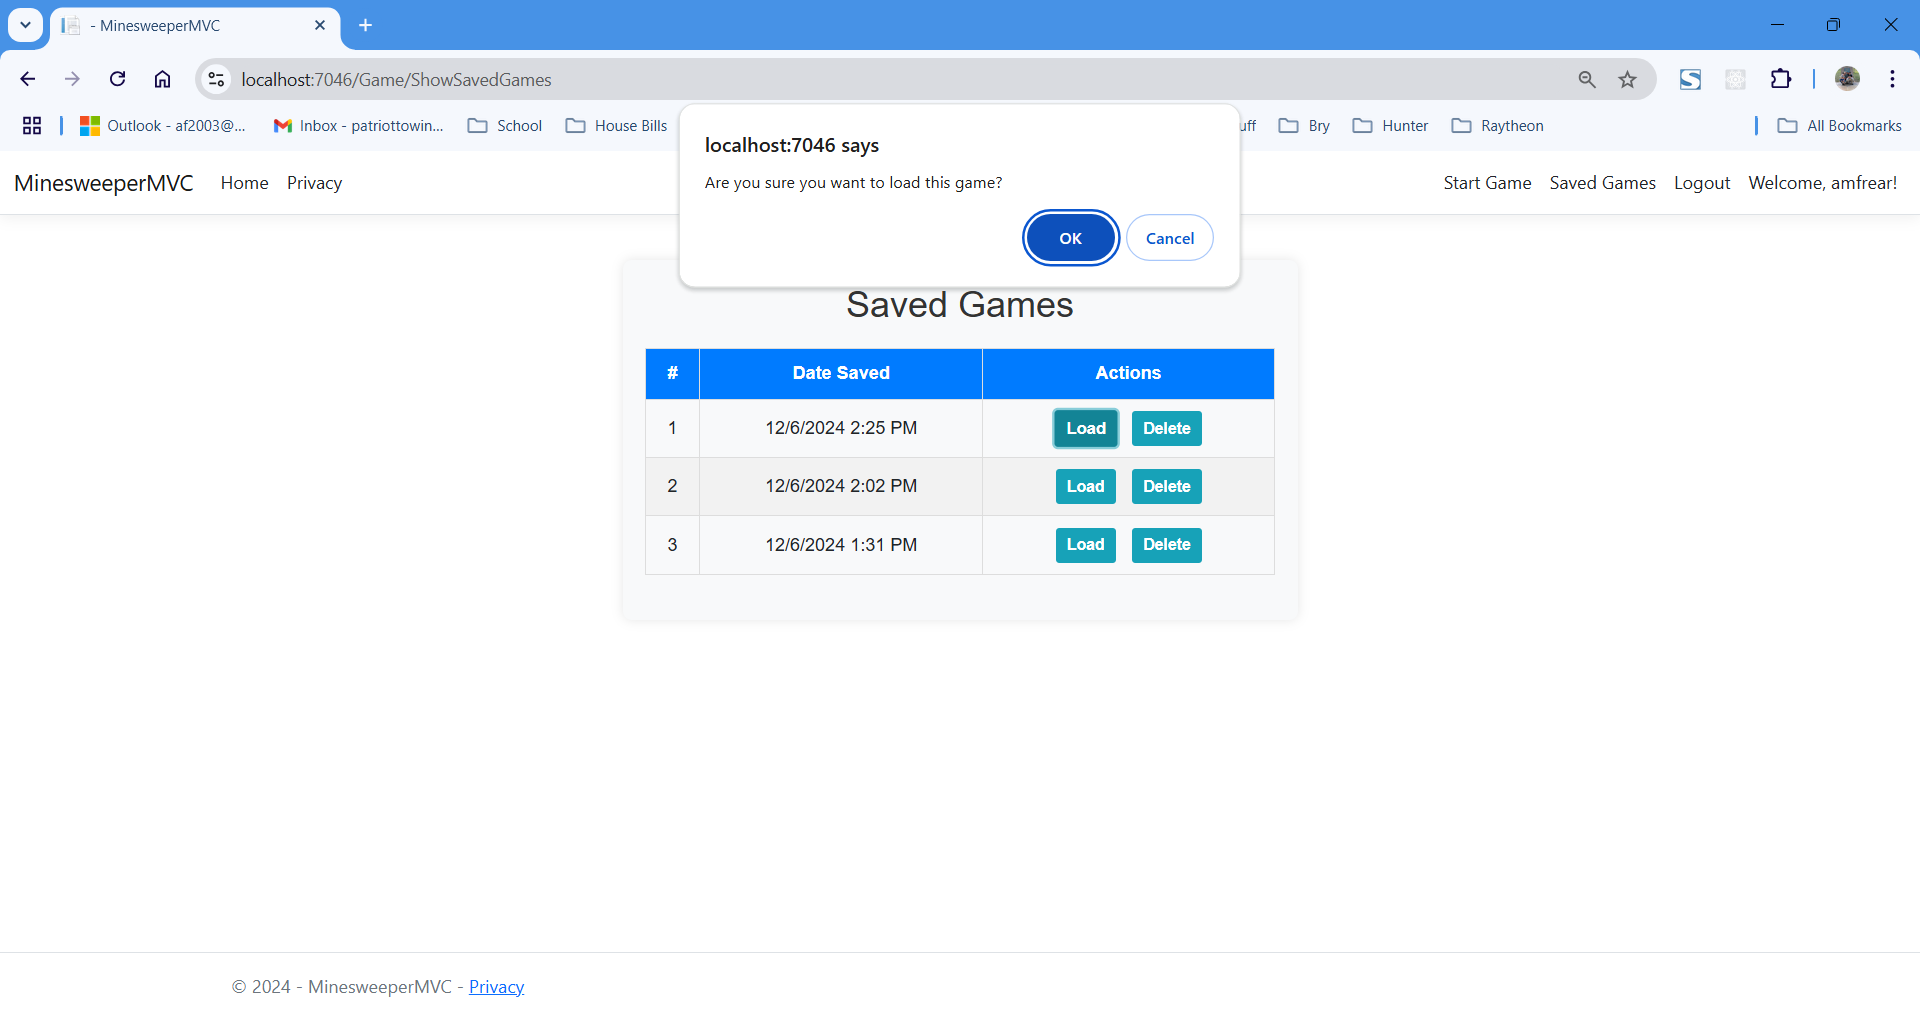 - MinesweeperMVC
localhost:7046/Game/ShowSavedGames
Outlook - af2003@... Inbox - patriottowin... School House Bills uff Bry Hunter Raytheon All Bookmarks
localhost:7046 says
Are you sure you want to load this game?
OK Cancel
MinesweeperMVC Home Privacy Start Game Saved Games Logout Welcome, amfrear!
Saved Games
# Date Saved Actions
1 12/6/2024 2:25 PM Load Delete
2 12/6/2024 2:02 PM Load Delete
3 12/6/2024 1:31 PM Load Delete
© 2024 - MinesweeperMVC - Privacy